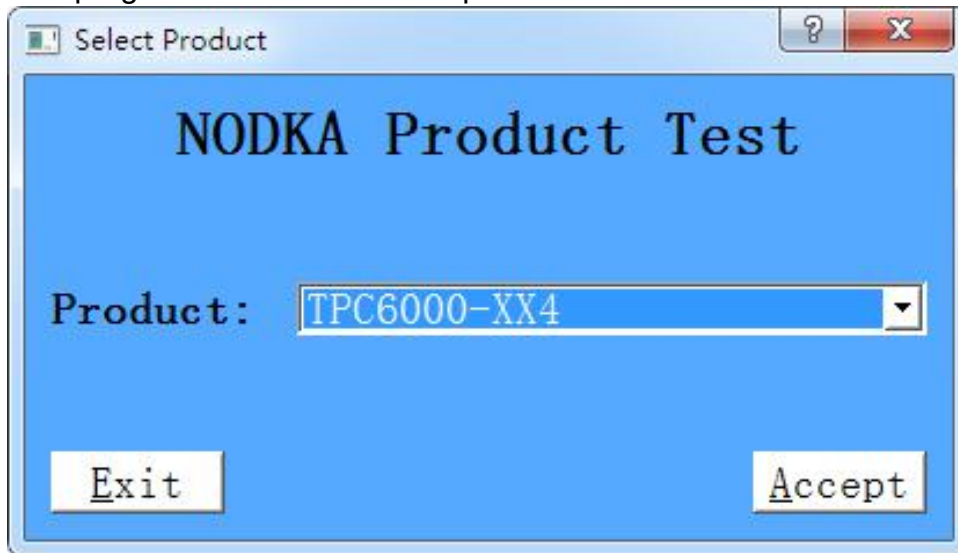 Select Product
NODKA Product Test
Product: TPC6000-XX4
Exit
Accept